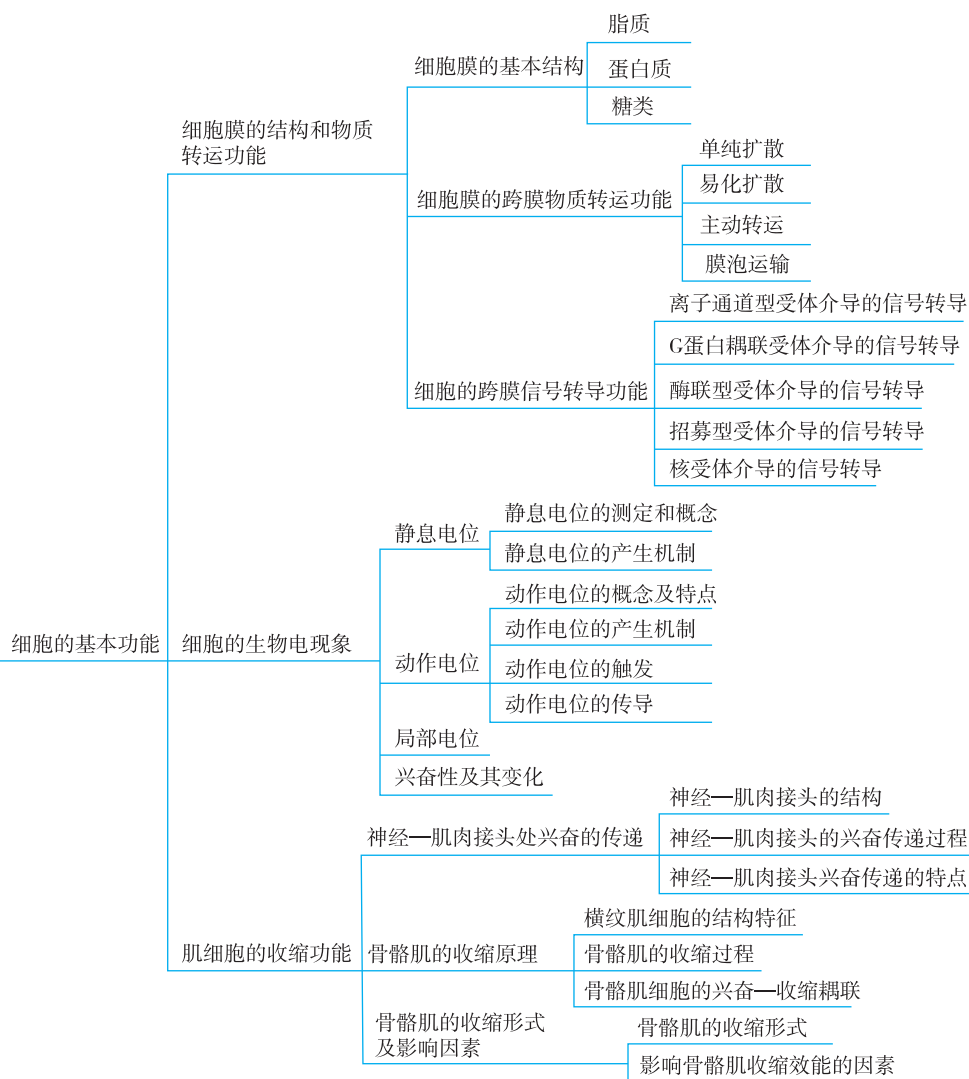 脂质
细胞膜的基本结构
蛋白质
糖类
细胞膜的结构和物质
转运功能
单纯扩散
易化扩散
细胞膜的跨膜物质转运功能
主动转运
膜泡运输
离子通道型受体介导的信号转导
G蛋白耦联受体介导的信号转导
细胞的跨膜信号转导功能
酶联型受体介导的信号转导
招募型受体介导的信号转导
核受体介导的信号转导
静息电位的测定和概念
静息电位
静息电位的产生机制
动作电位的概念及特点
动作电位的产生机制
细胞的基本功能
细胞的生物电现象
动作电位
动作电位的触发
动作电位的传导
局部电位
兴奋性及其变化
神经—肌肉接头的结构
神经—肌肉接头处兴奋的传递
神经—肌肉接头的兴奋传递过程
神经—肌肉接头兴奋传递的特点
横纹肌细胞的结构特征
肌细胞的收缩功能
骨骼肌的收缩原理
骨骼肌的收缩过程
骨骼肌细胞的兴奋—收缩耦联
骨骼肌的收缩形式
及影响因素
骨骼肌的收缩形式
影响骨骼肌收缩效能的因素